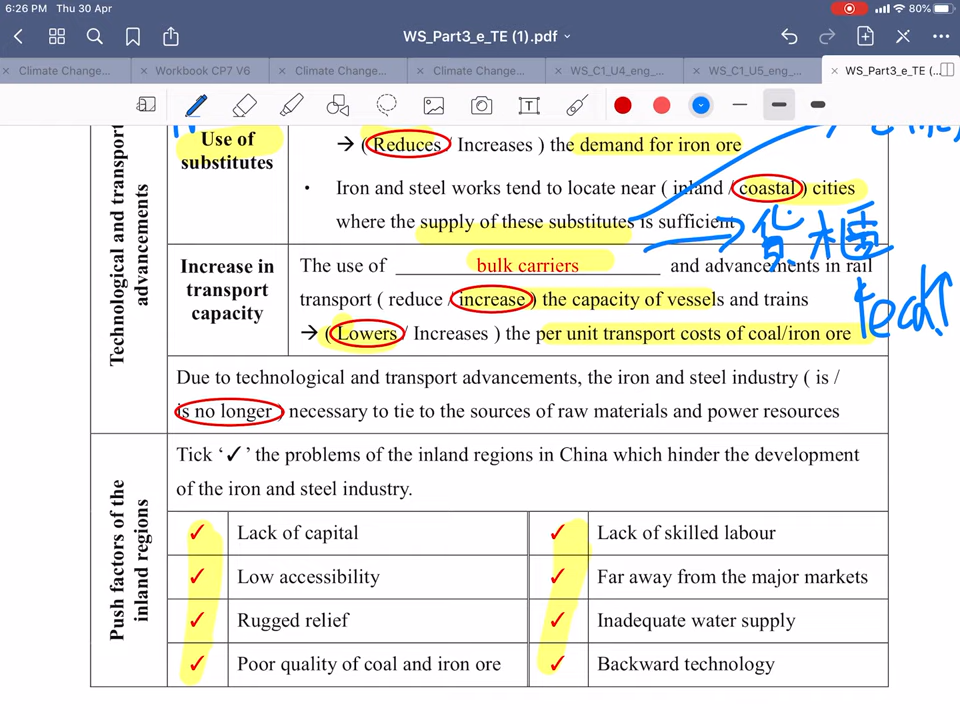 6:26 PM Thu 30 Apr
80%
WS_Part3_e_TE (1).pdf
Climate Change...
Workbook CP7 V6
Climate Change...
Climate Change...
WS_C1_U4_eng_...
WS_C1_U5_eng_...
WS_Part3_e_TE (...
Technological and transport advancements
Use of substitutes
→ ( Reduces / Increases ) the demand for iron ore
• Iron and steel works tend to locate near ( inland / coastal ) cities
where the supply of these substitutes is sufficient
貨櫃
Increase in transport capacity
The use of bulk carriers and advancements in rail
transport ( reduce / increase ) the capacity of vessels and trains
→ ( Lowers / Increases ) the per unit transport costs of coal/iron ore
Due to technological and transport advancements, the iron and steel industry ( is /
is no longer ) necessary to tie to the sources of raw materials and power resources
Push factors of the inland regions
Tick ‘✓’ the problems of the inland regions in China which hinder the development
of the iron and steel industry.
✓ Lack of capital
✓ Lack of skilled labour
✓ Low accessibility
✓ Far away from the major markets
✓ Rugged relief
✓ Inadequate water supply
✓ Poor quality of coal and iron ore
✓ Backward technology